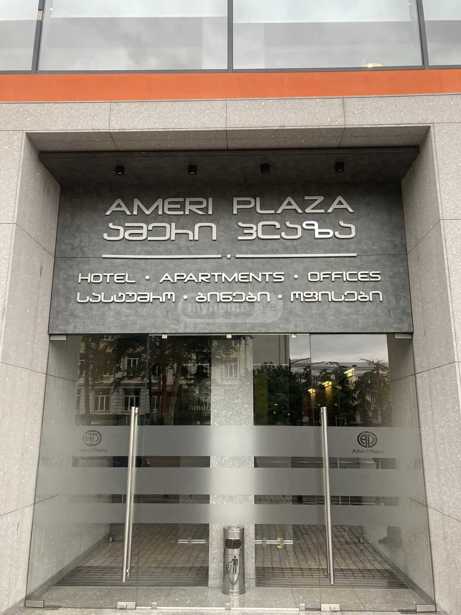 AMERI PLAZA
ამერი პლაზა
HOTEL • APARTMENTS • OFFICES
სასტუმრო • ბინები • ოფისები